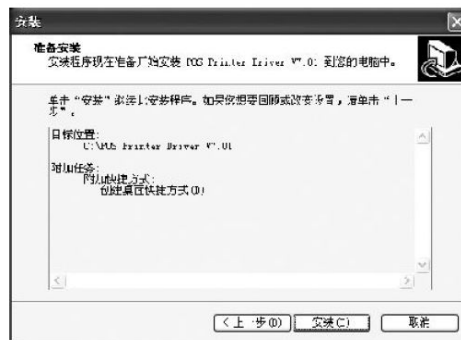 安装
准备安装
安装程序现在准备开始安装 POS Printer Driver V7.01 到您的电脑中。
单击“安装”继续此安装程序。如果您想要回顾或改变设置，请单击“上一
步”。
目标位置:
C:\POS Printer Driver V7.01
附加任务:
附加快捷方式:
创建桌面快捷方式(D)
<上一步(B)
安装(I)
取消